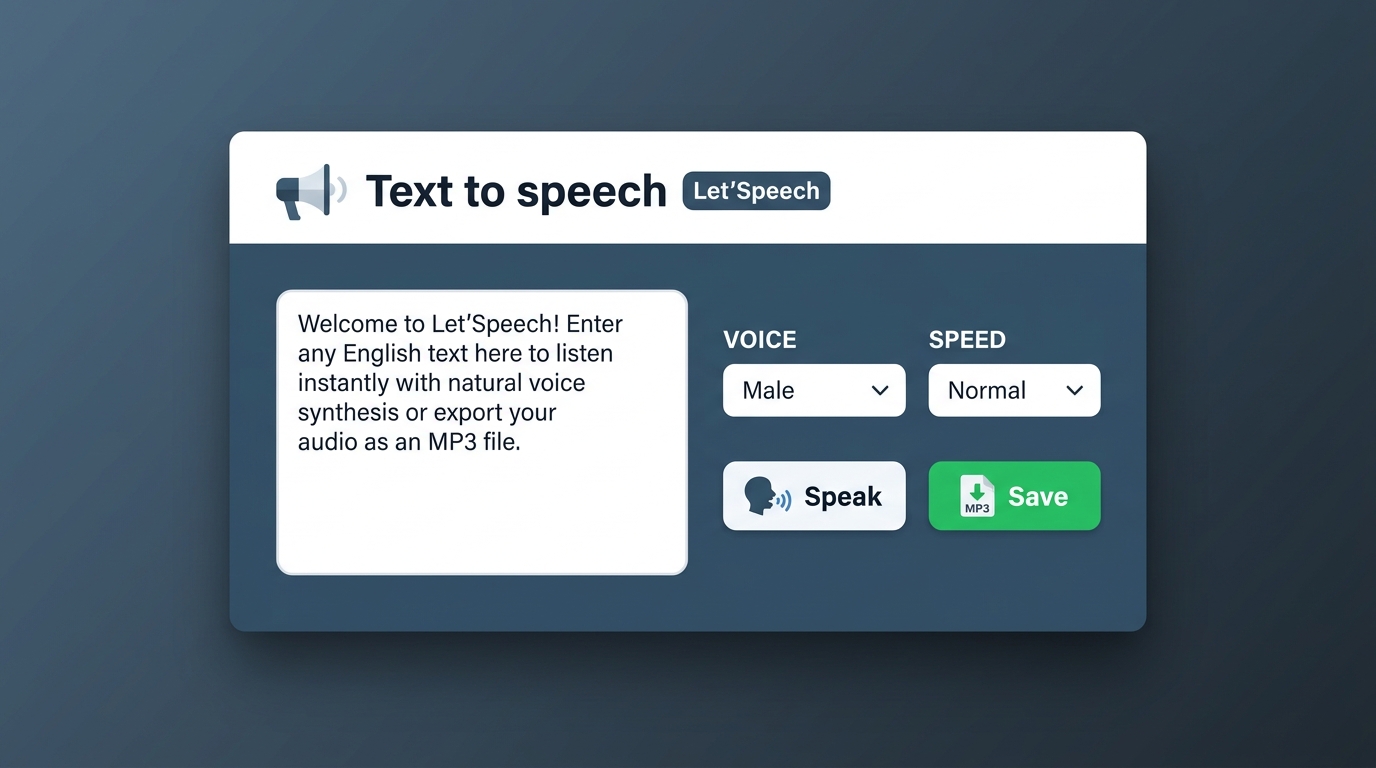 Text to speech
Let’Speech
Welcome to Let’Speech! Enter
any English text here to listen
instantly with natural voice
synthesis or export your
audio as an MP3 file.
VOICE
SPEED
Male
Normal
Speak
MP3
Save